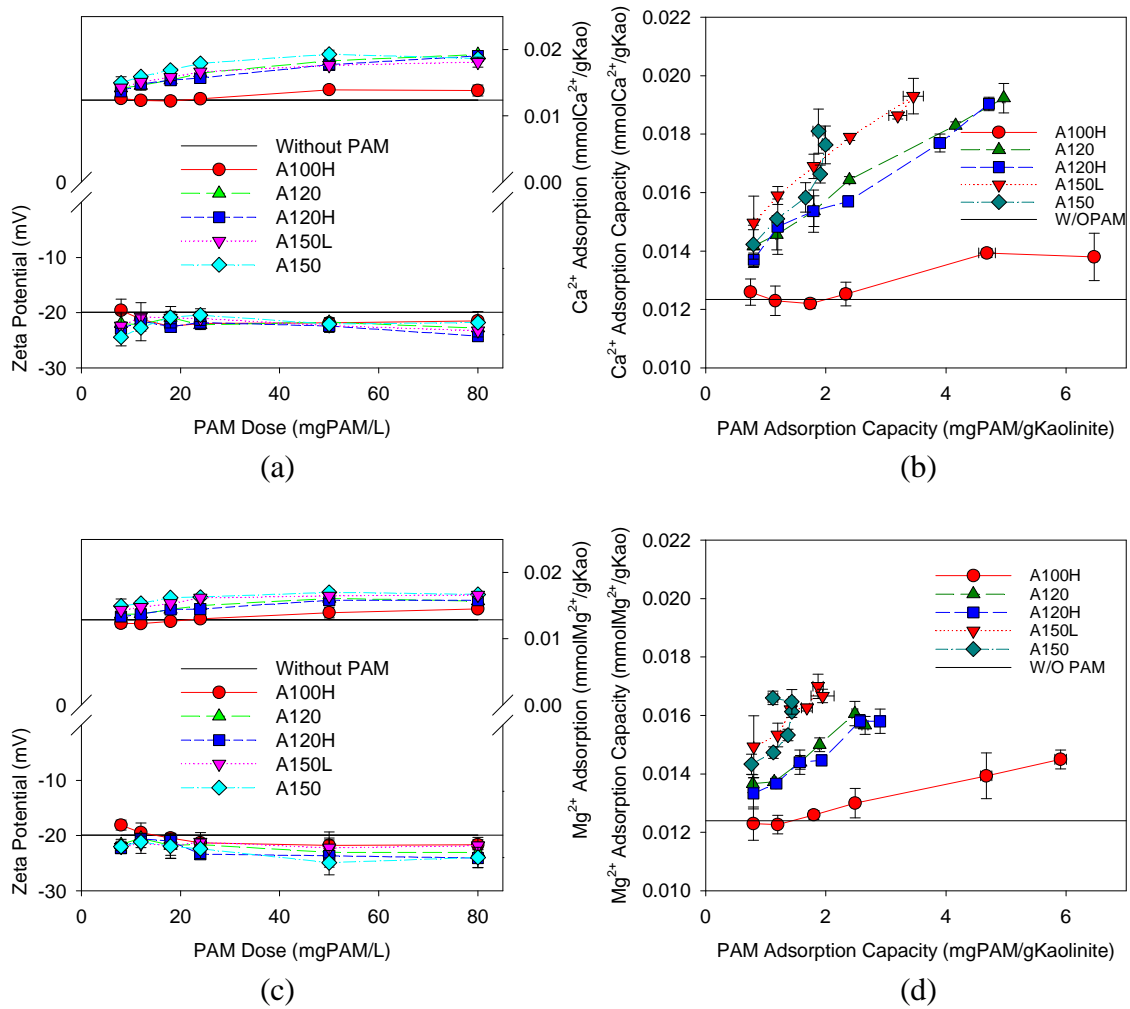 0.02
0.01
0.00
Ca2+ Adsorption (mmolCa2+/gKao)
Without PAM
A100H
A120
A120H
A150L
A150
0
-10
-20
-30
Zeta Potential (mV)
0 20 40 60 80
PAM Dose (mgPAM/L)
(a)
0.022
0.020
0.018
0.016
0.014
0.012
0.010
Ca2+ Adsorption Capacity (mmolCa2+/gKao)
A100H
A120
A120H
A150L
A150
W/OPAM
0 2 4 6
PAM Adsorption Capacity (mgPAM/gKaolinite)
(b)
0.02
0.01
0.00
Mg2+ Adsorption (mmolMg2+/gKao)
Without PAM
A100H
A120
A120H
A150L
A150
0
-10
-20
-30
Zeta Potential (mV)
0 20 40 60 80
PAM Dose (mgPAM/L)
(c)
0.022
0.020
0.018
0.016
0.014
0.012
0.010
Mg2+ Adsorption Capacity (mmolMg2+/gKao)
A100H
A120
A120H
A150L
A150
W/O PAM
0 2 4 6
PAM Adsorption Capacity (mgPAM/gKaolinite)
(d)